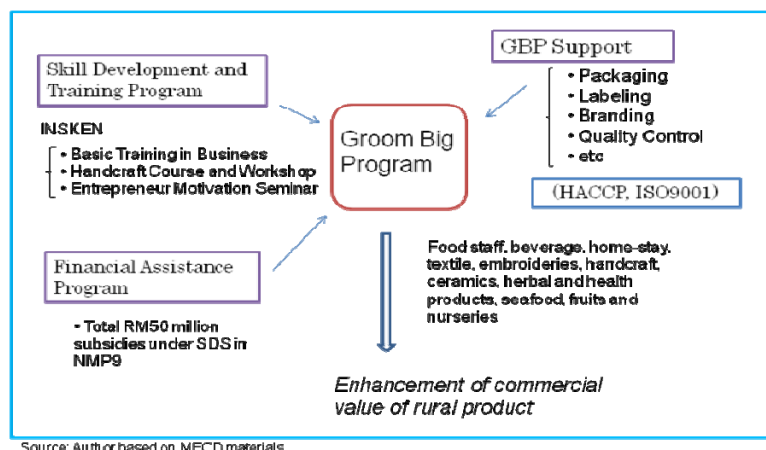 Skill Development and
Training Program
INSKEN
• Basic Training in Business
• Handcraft Course and Workshop
• Entrepreneur Motivation Seminar
Financial Assistance
Program
• Total RM50 million
subsidies under SDS in
NMP9
Groom Big
Program
GBP Support
• Packaging
• Labeling
• Branding
• Quality Control
• etc
(HACCP, ISO9001)
Food staff, beverage, home-stay,
textile, embroideries, handcraft,
ceramics, herbal and health
products, seafood, fruits and
nurseries
Enhancement of commercial
value of rural product
Source: Author based on MECD materials